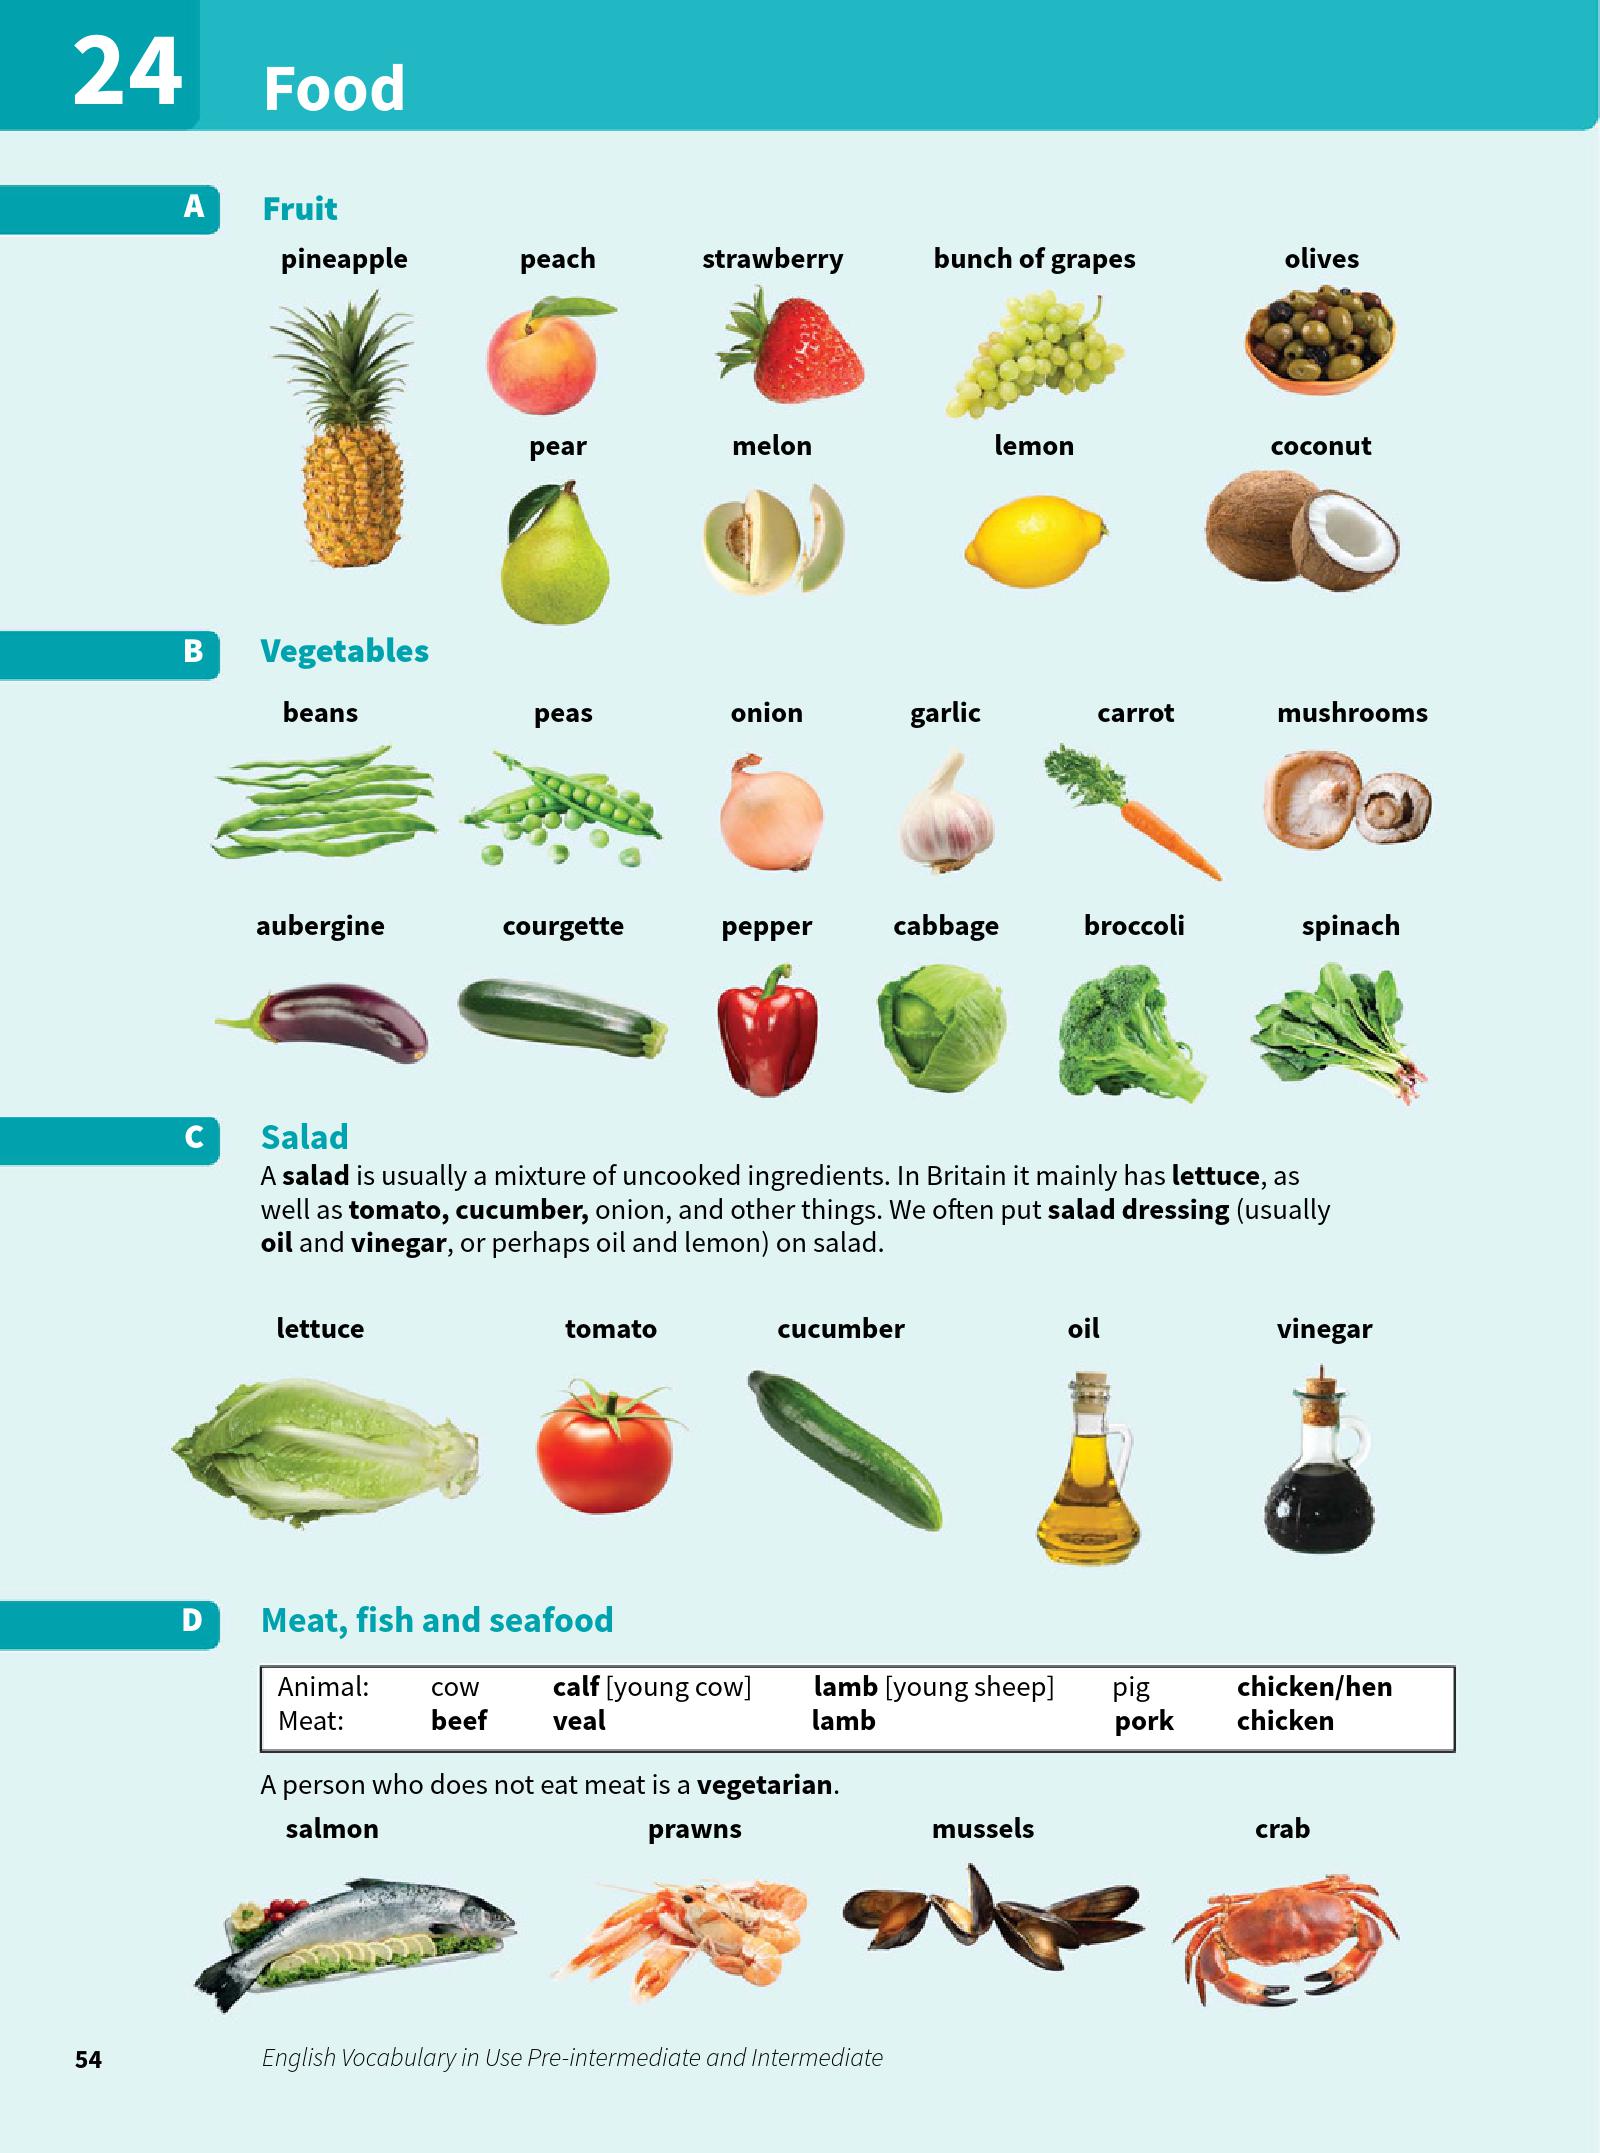 24 Food
A Fruit
pineapple peach strawberry bunch of grapes olives
pear melon lemon coconut
B Vegetables
beans peas onion garlic carrot mushrooms
aubergine courgette pepper cabbage broccoli spinach
C Salad
A salad is usually a mixture of uncooked ingredients. In Britain it mainly has lettuce, as
well as tomato, cucumber, onion, and other things. We often put salad dressing (usually
oil and vinegar, or perhaps oil and lemon) on salad.
lettuce tomato cucumber oil vinegar
D Meat, fish and seafood
Animal: cow calf [young cow] lamb [young sheep] pig chicken/hen
Meat: beef veal lamb pork chicken
A person who does not eat meat is a vegetarian.
salmon prawns mussels crab
54 English Vocabulary in Use Pre-intermediate and Intermediate